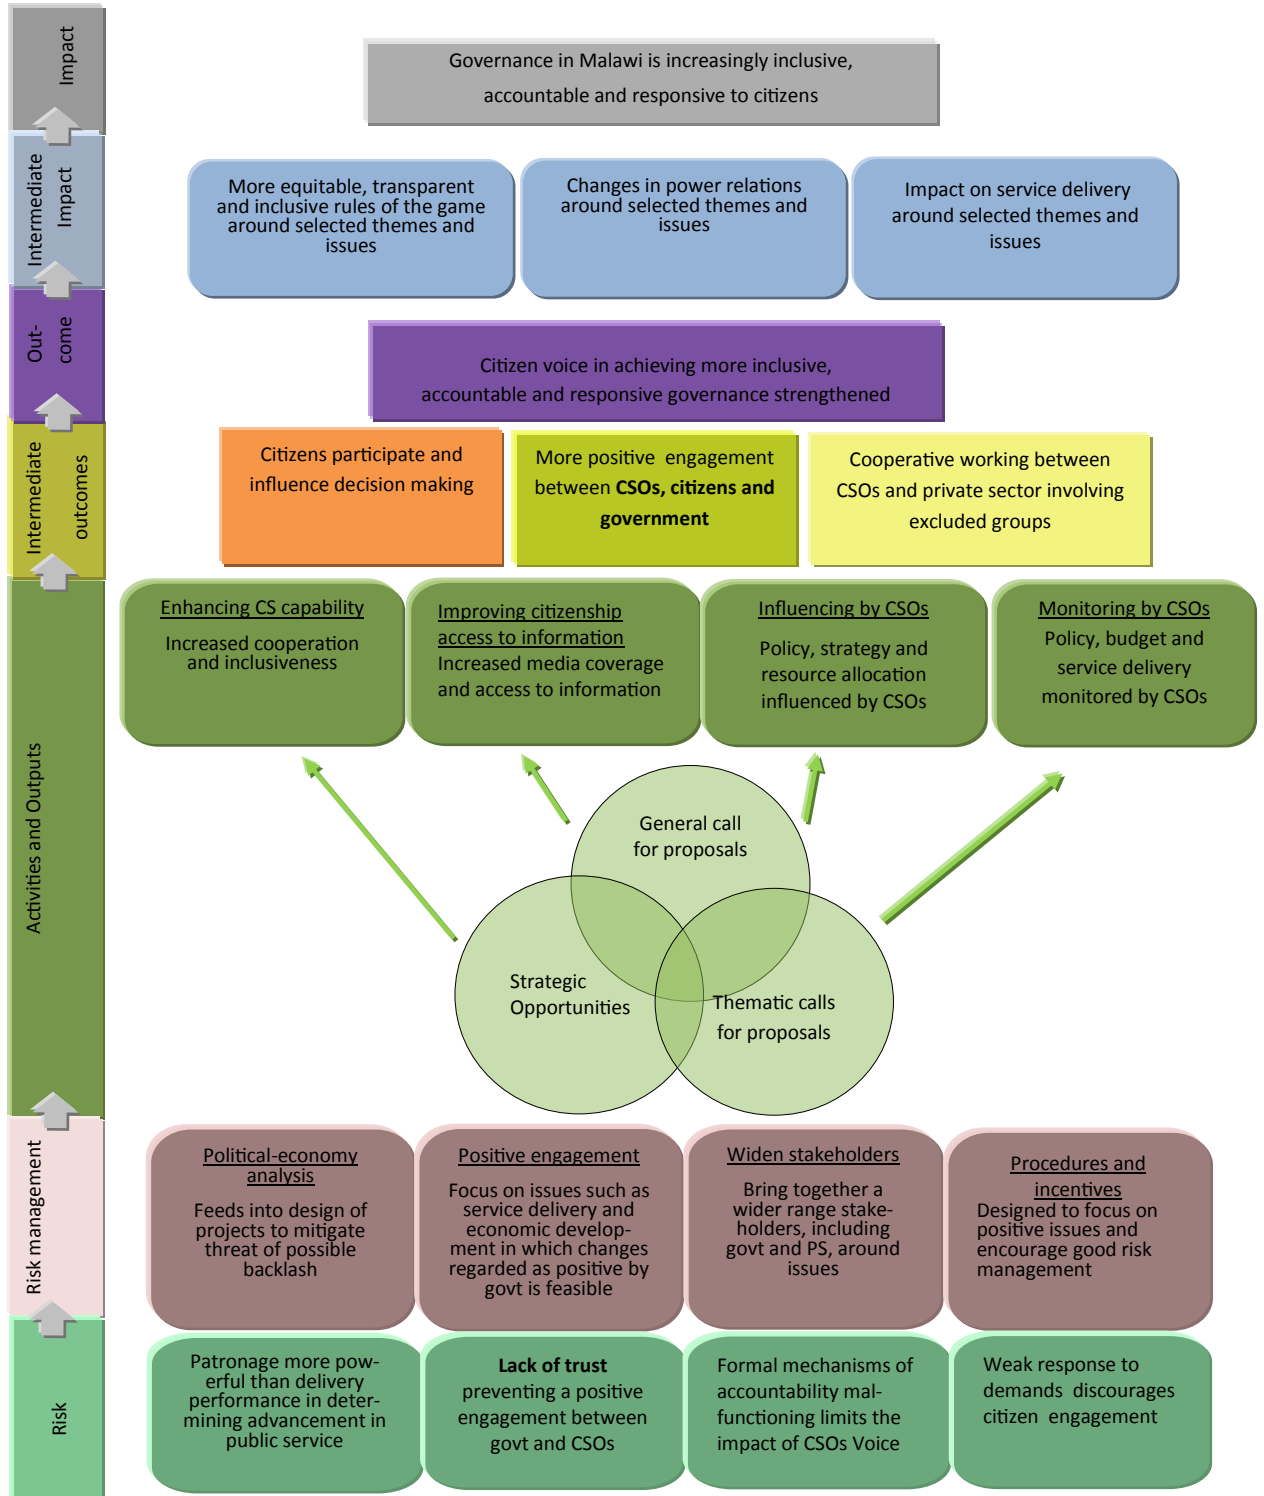 Impact
Governance in Malawi is increasingly inclusive,
accountable and responsive to citizens
Intermediate
Impact
More equitable, transparent
and inclusive rules of the game
around selected themes and
issues
Changes in power relations
around selected themes and
issues
Impact on service delivery
around selected themes and
issues
Out-
come
Citizen voice in achieving more inclusive,
accountable and responsive governance strengthened
Intermediate
outcomes
Citizens participate and
influence decision making
More positive engagement
between CSOs, citizens and
government
Cooperative working between
CSOs and private sector involving
excluded groups
Activities and Outputs
Enhancing CS capability
Increased cooperation
and inclusiveness
Improving citizenship
access to information
Increased media coverage
and access to information
Influencing by CSOs
Policy, strategy and
resource allocation
influenced by CSOs
Monitoring by CSOs
Policy, budget and
service delivery
monitored by CSOs
General call
for proposals
Strategic
Opportunities
Thematic calls
for proposals
Risk management
Political-economy
analysis
Feeds into design of
projects to mitigate
threat of possible
backlash
Positive engagement
Focus on issues such as
service delivery and
economic develop-
ment in which changes
regarded as positive by
govt is feasible
Widen stakeholders
Bring together a
wider range stake-
holders, including
govt and PS, around
issues
Procedures and
incentives
Designed to focus on
positive issues and
encourage good risk
management
Risk
Patronage more pow-
erful than delivery
performance in deter-
mining advancement in
public service
Lack of trust
preventing a positive
engagement between
govt and CSOs
Formal mechanisms of
accountability mal-
functioning limits the
impact of CSOs Voice
Weak response to
demands discourages
citizen engagement